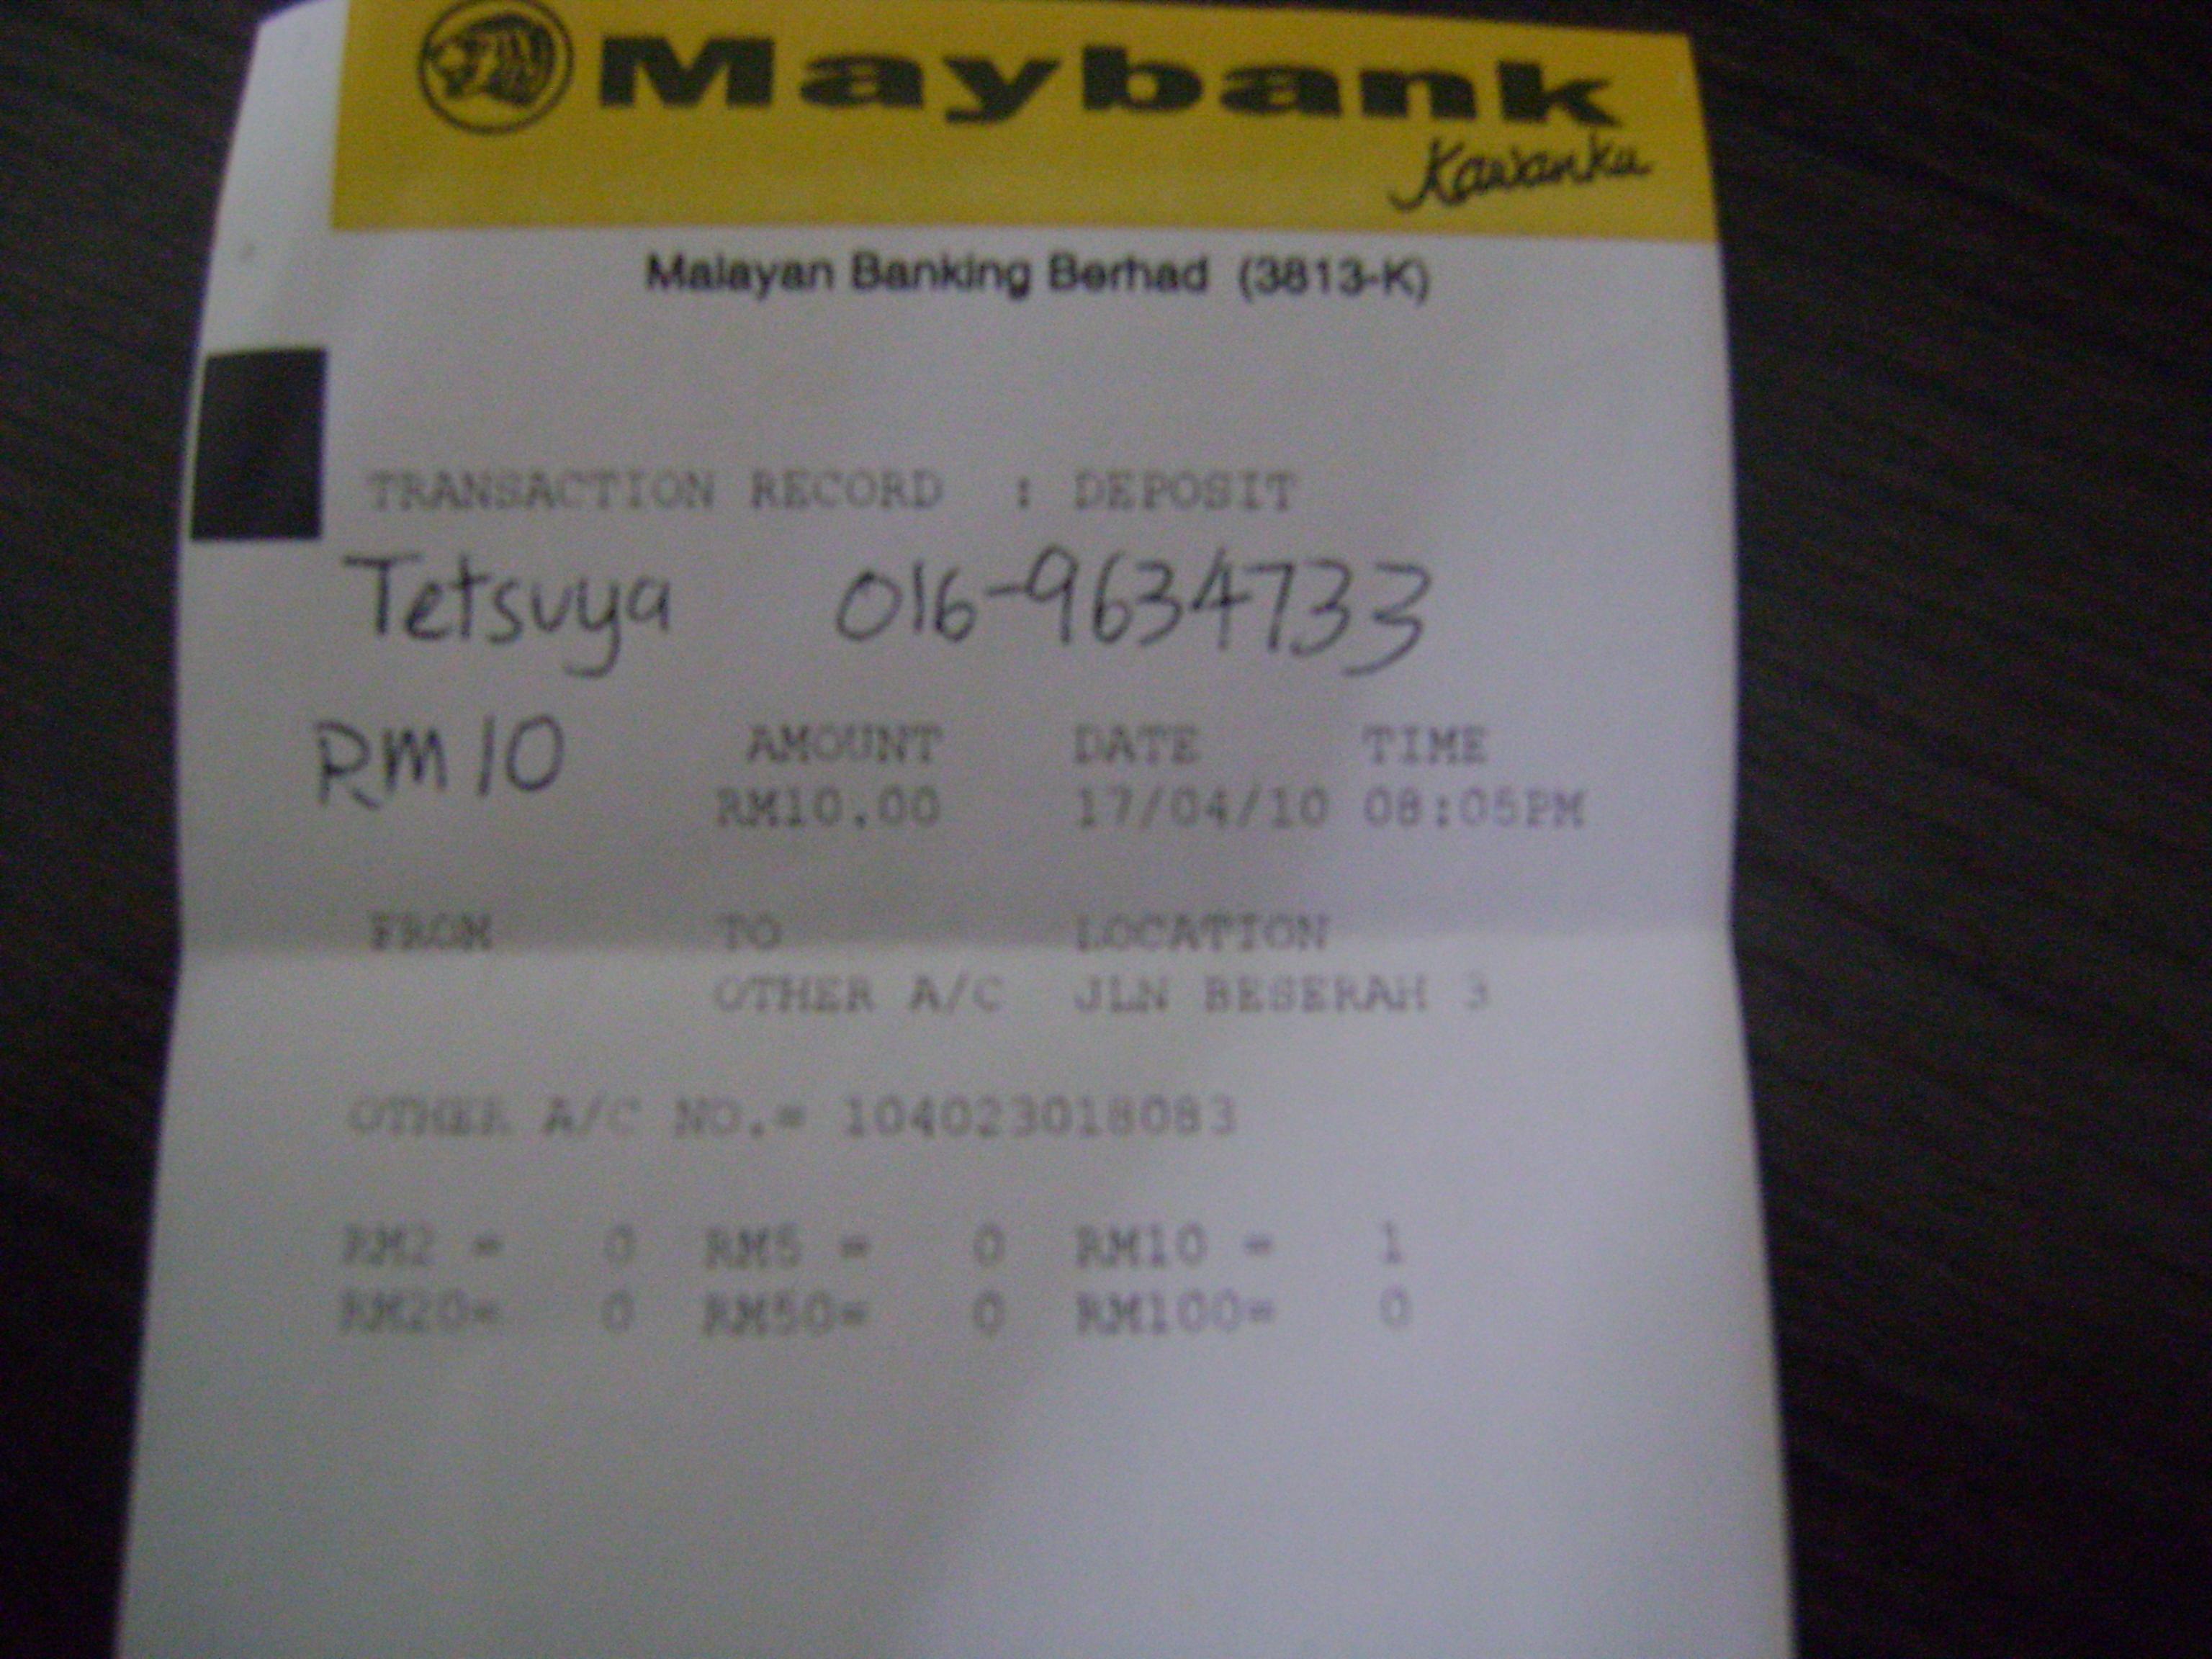 Maybank
Kawanku
Malayan Banking Berhad (3813-K)
TRANSACTION RECORD : DEPOSIT
Tetsuya 016-9634733
RM10 AMOUNT DATE TIME
RM10.00 17/04/10 08:05PM
FROM TO LOCATION
OTHER A/C JLN BESERAH 3
OTHER A/C NO.= 104023018083
RM2 = 0 RM5 = 0 RM10 = 1
RM20= 0 RM50= 0 RM100= 0